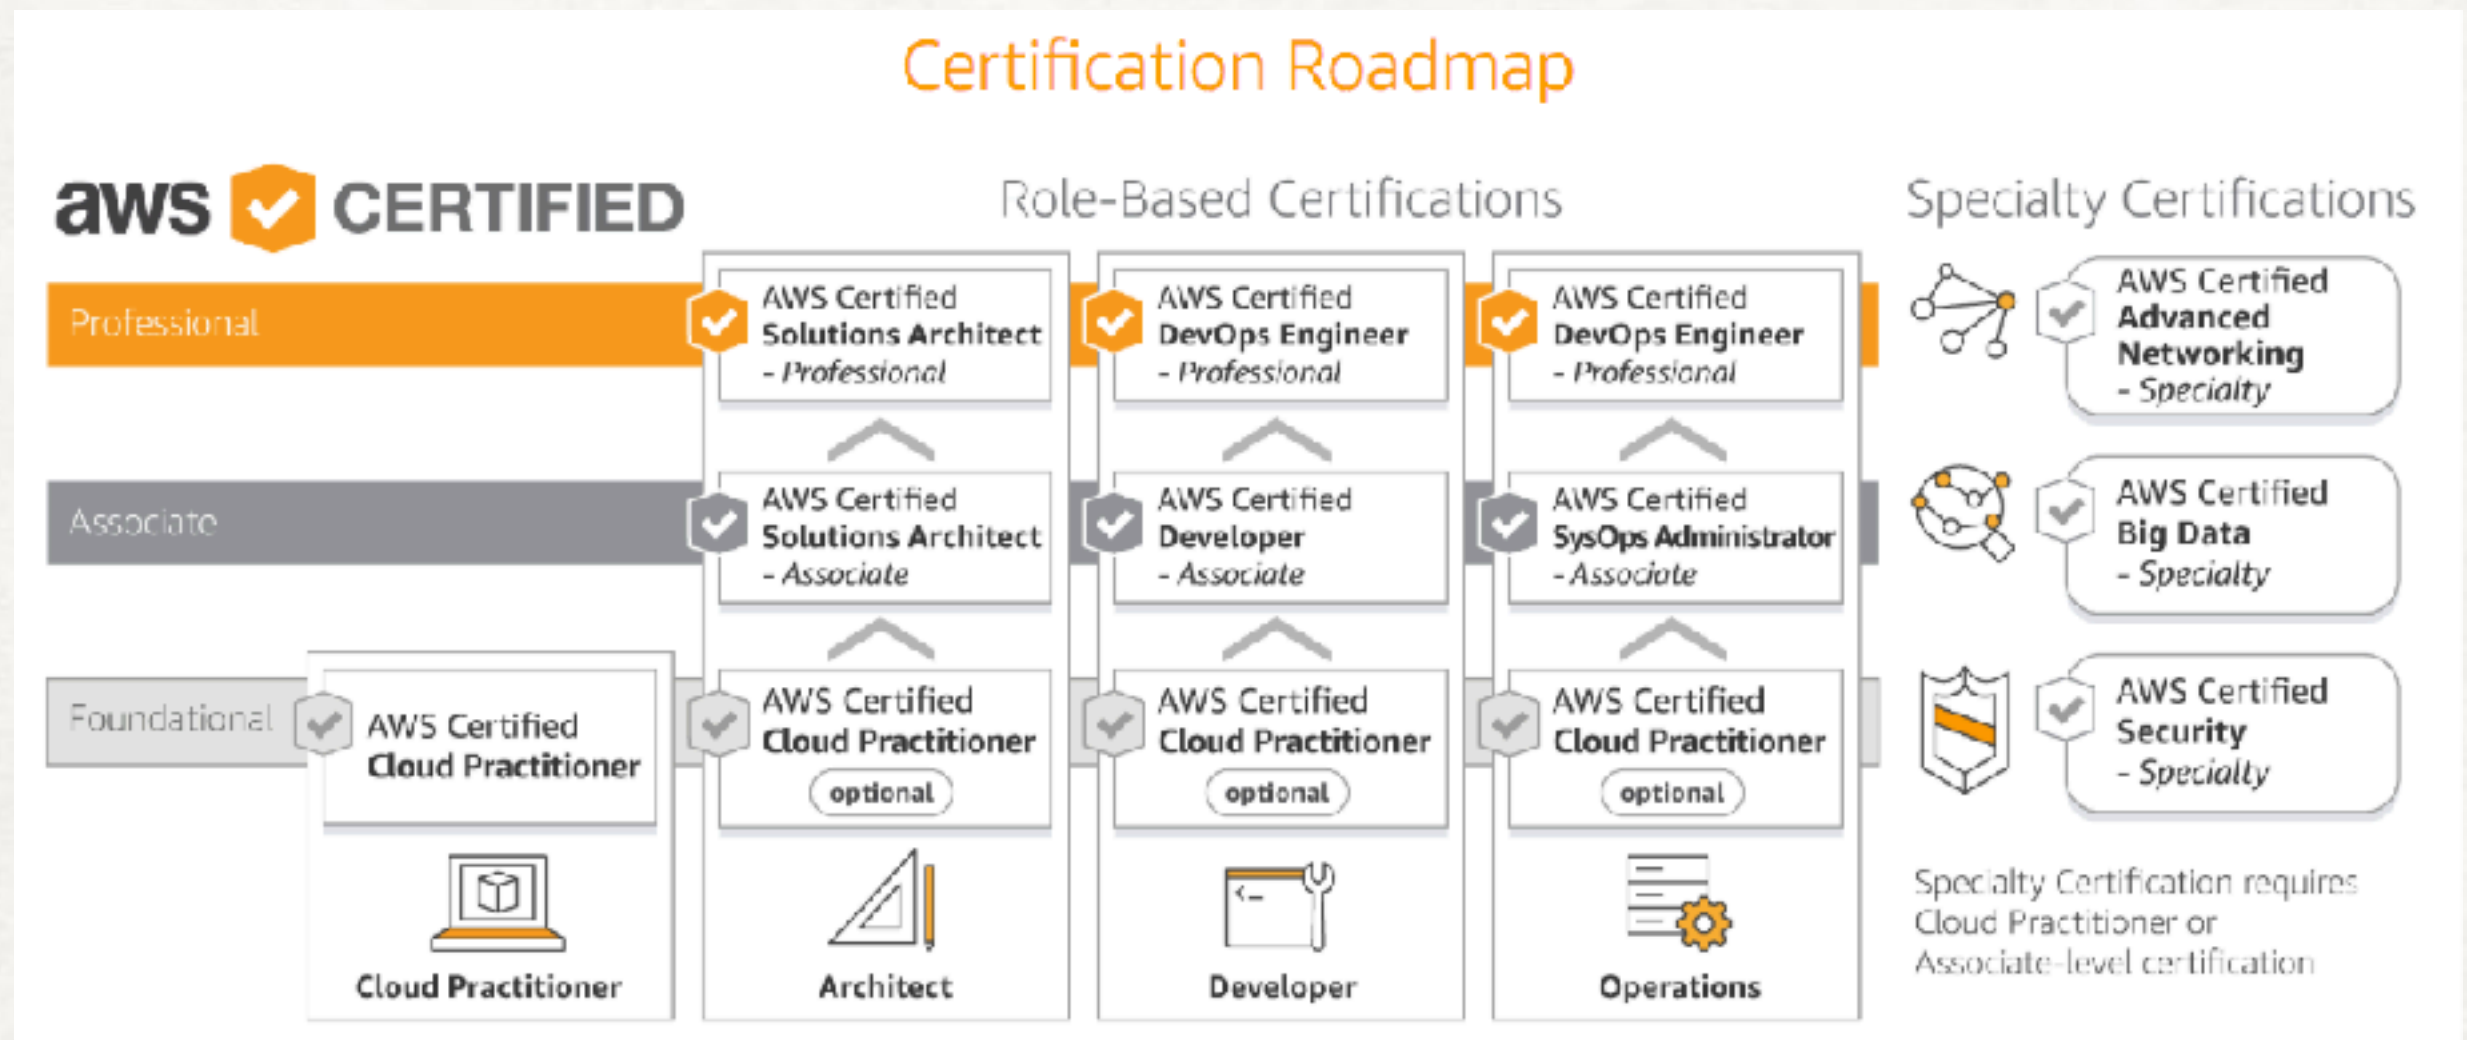 Certification Roadmap
aws CERTIFIED
Role-Based Certifications
Specialty Certifications
Professional
AWS Certified
Solutions Architect
- Professional
AWS Certified
DevOps Engineer
- Professional
AWS Certified
DevOps Engineer
- Professional
AWS Certified
Advanced
Networking
- Specialty
Associate
AWS Certified
Solutions Architect
- Associate
AWS Certified
Developer
- Associate
AWS Certified
SysOps Administrator
- Associate
AWS Certified
Big Data
- Specialty
Foundational
AWS Certified
Cloud Practitioner
AWS Certified
Cloud Practitioner
optional
AWS Certified
Cloud Practitioner
optional
AWS Certified
Cloud Practitioner
optional
AWS Certified
Security
- Specialty
Cloud Practitioner
Architect
Developer
Operations
Specialty Certification requires
Cloud Practitioner or
Associate-level certification